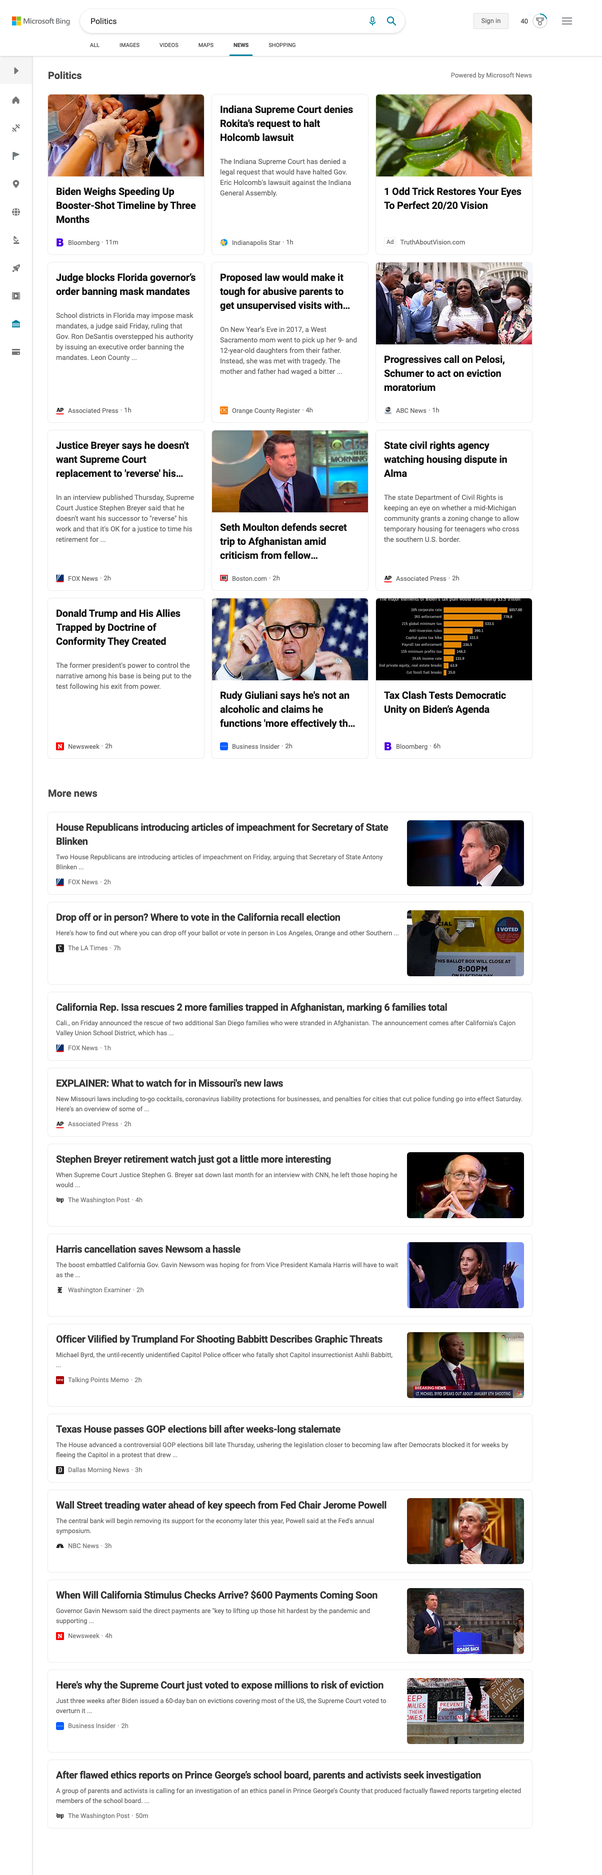 Microsoft Bing
Politics
Sign in
40
ALL
IMAGES
VIDEOS
MAPS
NEWS
SHOPPING
Politics
Powered by Microsoft News
Biden Weighs Speeding Up
Booster-Shot Timeline by Three
Months
Bloomberg · 11m
Indiana Supreme Court denies
Rokita's request to halt
Holcomb lawsuit
The Indiana Supreme Court has denied a
legal request that would have halted Gov.
Eric Holcomb's lawsuit against the Indiana
General Assembly.
Indianapolis Star · 1h
1 Odd Trick Restores Your Eyes
To Perfect 20/20 Vision
Ad TruthAboutVision.com
Judge blocks Florida governor's
order banning mask mandates
School districts in Florida may impose mask
mandates, a judge said Friday, ruling that
Gov. Ron DeSantis overstepped his authority
by issuing an executive order banning the
mandates. Leon County ...
AP Associated Press · 1h
Proposed law would make it
tough for abusive parents to
get unsupervised visits with…
On New Year's Eve in 2017, a West
Sacramento mom went to pick up her 9- and
12-year-old daughters from their father.
Instead, she was met with tragedy. The
mother and father had waged a bitter ...
Orange County Register · 4h
Progressives call on Pelosi,
Schumer to act on eviction
moratorium
ABC News · 1h
Justice Breyer says he doesn't
want Supreme Court
replacement to 'reverse' his…
In an interview published Thursday, Supreme
Court Justice Stephen Breyer said that he
doesn't want his successor to "reverse" his
work and that it's OK for a justice to time his
retirement for ...
FOX News · 2h
CBS
MORNING
Seth Moulton defends secret
trip to Afghanistan amid
criticism from fellow…
Boston.com · 2h
State civil rights agency
watching housing dispute in
Alma
The state Department of Civil Rights is
keeping an eye on whether a mid-Michigan
community grants a zoning change to allow
temporary housing for teenagers who cross
the southern U.S. border.
AP Associated Press · 2h
Donald Trump and His Allies
Trapped by Doctrine of
Conformity They Created
The former president's power to control the
narrative among his base is being put to the
test following his exit from power.
N Newsweek · 2h
Rudy Giuliani says he's not an
alcoholic and claims he
functions 'more effectively th…
Business Insider · 2h
Tax Clash Tests Democratic
Unity on Biden's Agenda
Bloomberg · 6h
More news
House Republicans introducing articles of impeachment for Secretary of State
Blinken
Two House Republicans are introducing articles of impeachment on Friday, arguing that Secretary of State Antony
Blinken ...
FOX News · 2h
Drop off or in person? Where to vote in the California recall election
Here's how to find out where you can drop off your ballot or vote in person in Los Angeles, Orange and other Southern ...
The LA Times · 7h
I VOTED
THIS BALLOT BOX WILL CLOSE AT
8:00PM
California Rep. Issa rescues 2 more families trapped in Afghanistan, marking 6 families total
Cali., on Friday announced the rescue of two additional San Diego families who were stranded in Afghanistan. The announcement comes after California's Cajon
Valley Union School District, which has ...
FOX News · 1h
EXPLAINER: What to watch for in Missouri's new laws
New Missouri laws including to-go cocktails, coronavirus liability protections for businesses, and penalties for cities that cut police funding go into effect Saturday.
Here's an overview of some of ...
AP Associated Press · 2h
Stephen Breyer retirement watch just got a little more interesting
When Supreme Court Justice Stephen G. Breyer sat down last month for an interview with CNN, he left those hoping he
would ...
wp The Washington Post · 4h
Harris cancellation saves Newsom a hassle
The boost embattled California Gov. Gavin Newsom was hoping for from Vice President Kamala Harris will have to wait
as the ...
Washington Examiner · 2h
Officer Vilified by Trumpland For Shooting Babbitt Describes Graphic Threats
Michael Byrd, the until-recently unidentified Capitol Police officer who fatally shot Capitol insurrectionist Ashli Babbitt,
...
Talking Points Memo · 2h
BREAKING NEWS
LT. MICHAEL BYRD SPEAKS OUT ABOUT JANUARY 6TH SHOOTING
Texas House passes GOP elections bill after weeks-long stalemate
The House advanced a controversial GOP elections bill late Thursday, ushering the legislation closer to becoming law after Democrats blocked it for weeks by
fleeing the Capitol in a protest that drew ...
Dallas Morning News · 3h
Wall Street treading water ahead of key speech from Fed Chair Jerome Powell
The central bank will begin removing its support for the economy later this year, Powell said at the Fed's annual
symposium.
NBC News · 3h
When Will California Stimulus Checks Arrive? $600 Payments Coming Soon
Governor Gavin Newsom said the direct payments are "key to lifting up those hit hardest by the pandemic and
supporting ...
N Newsweek · 4h
ROARS BACK
Here's why the Supreme Court just voted to expose millions to risk of eviction
Just three weeks after Biden issued a 60-day ban on evictions covering most of the US, the Supreme Court voted to
overturn it ...
Business Insider · 2h
After flawed ethics reports on Prince George's school board, parents and activists seek investigation
A group of parents and activists is calling for an investigation of an ethics panel in Prince George's County that produced factually flawed reports targeting elected
members of the school board. ...
wp The Washington Post · 50m